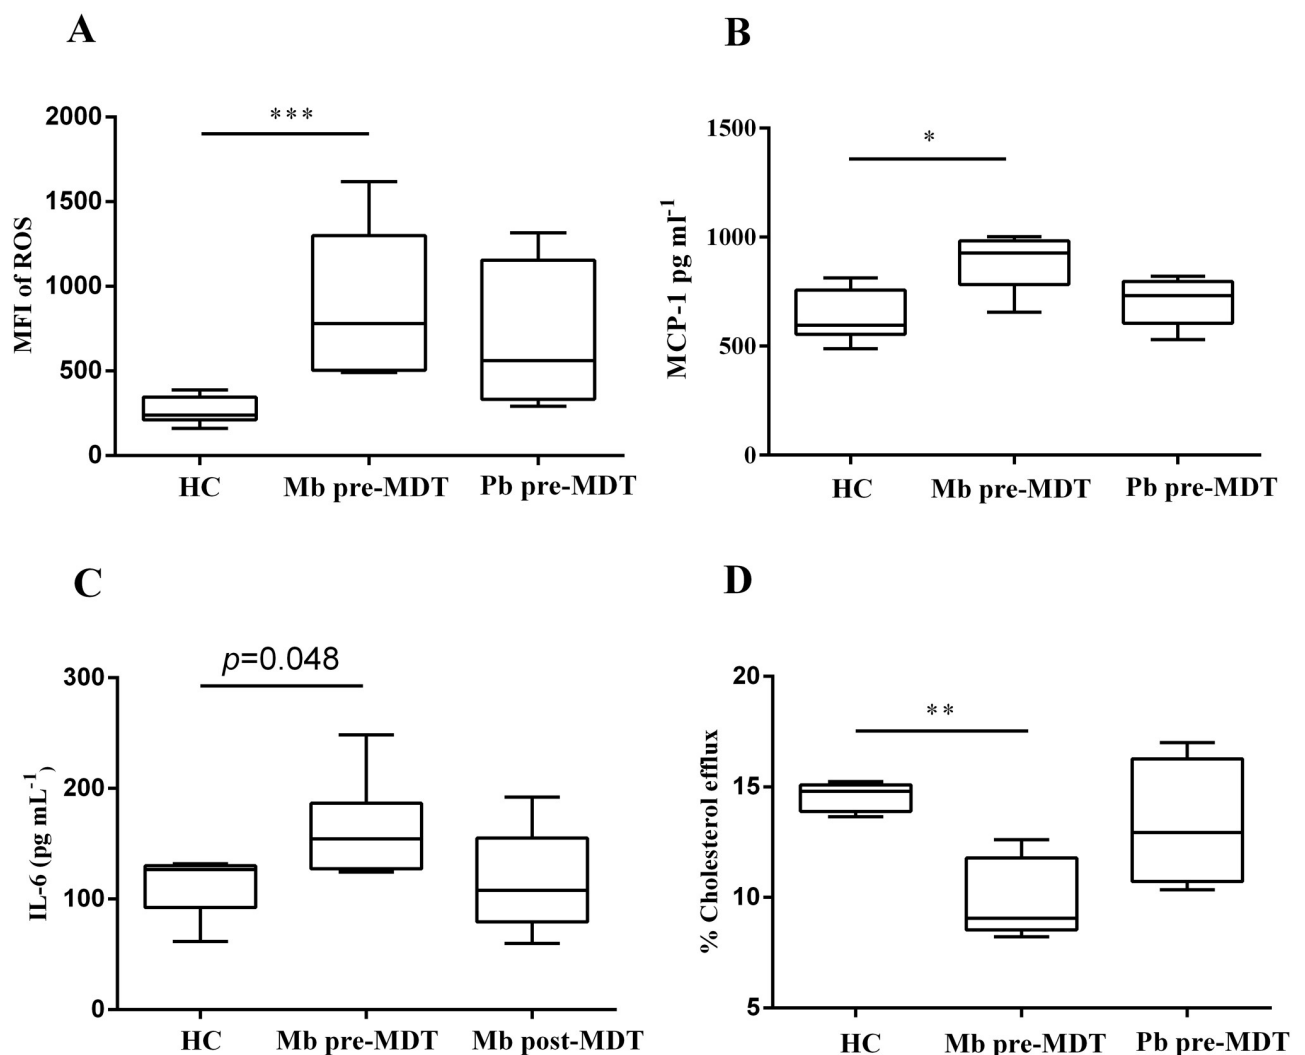 A
MFI of ROS
2000
1500
1000
500
0
***
HC
Mb pre-MDT
Pb pre-MDT
B
MCP-1 pg ml-1
1500
1000
500
0
*
HC
Mb pre-MDT
Pb pre-MDT
C
IL-6 (pg mL-1)
300
200
100
0
p=0.048
HC
Mb pre-MDT
Mb post-MDT
D
% Cholesterol efflux
20
15
10
5
**
HC
Mb pre-MDT
Pb pre-MDT